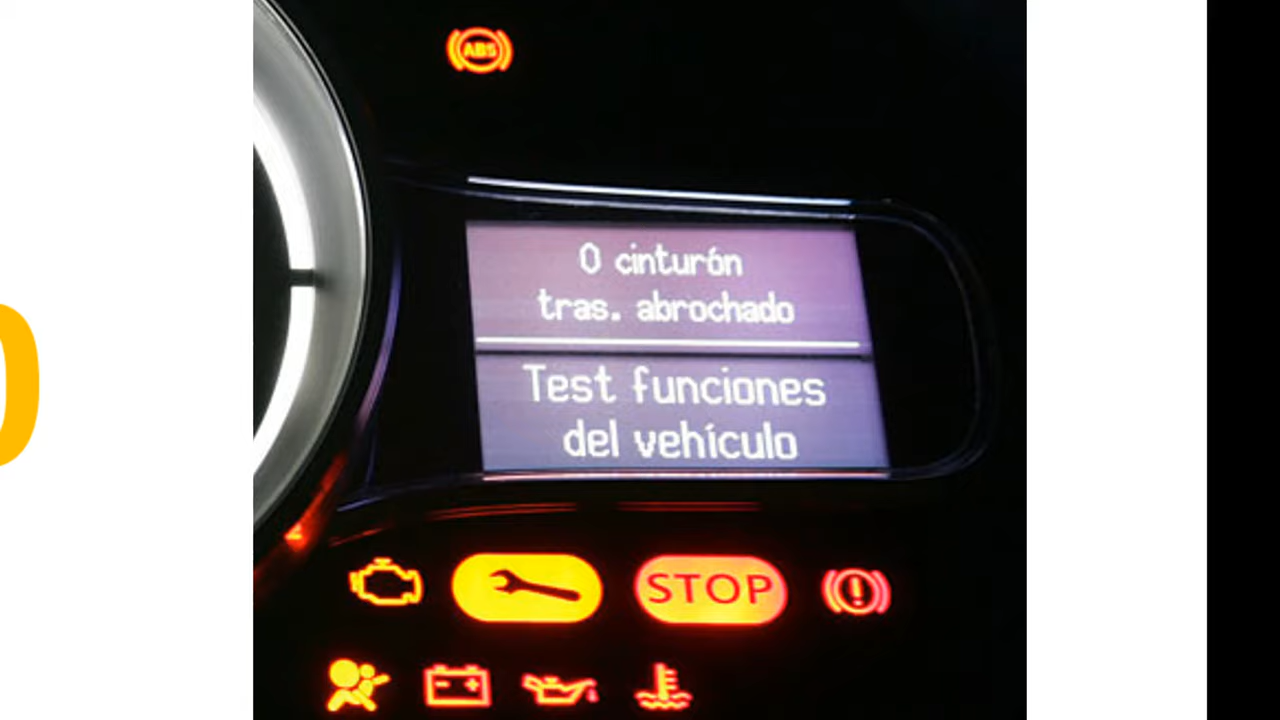 ABS
0 cinturón
tras. abrochado
Test funciones
del vehículo
STOP